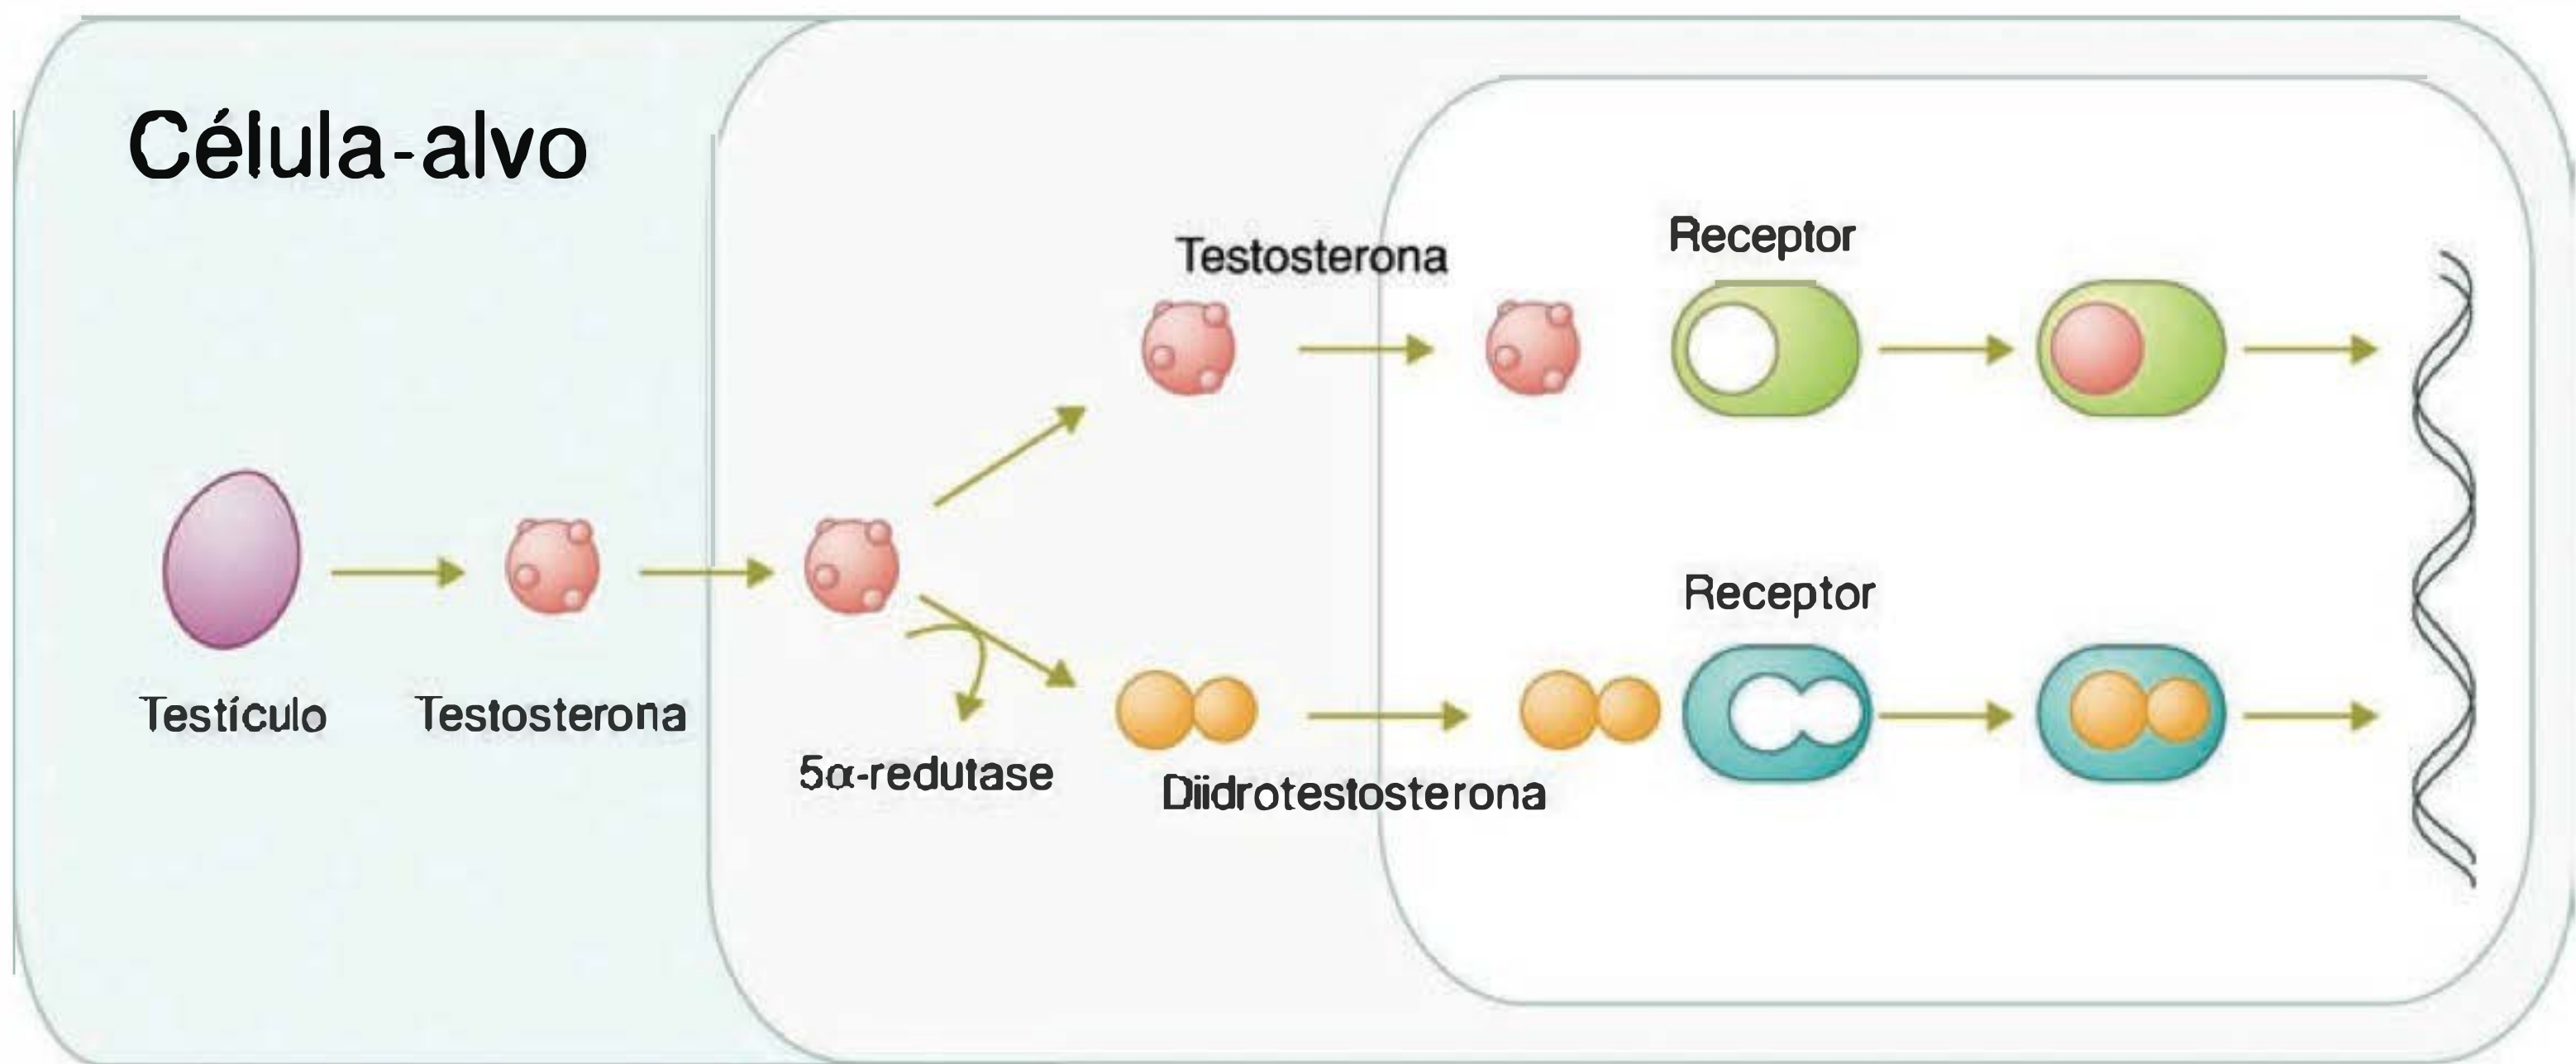 Célula-alvo
Testosterona
Receptor
Receptor
Testículo
Testosterona
5α-redutase
Diidrotestosterona